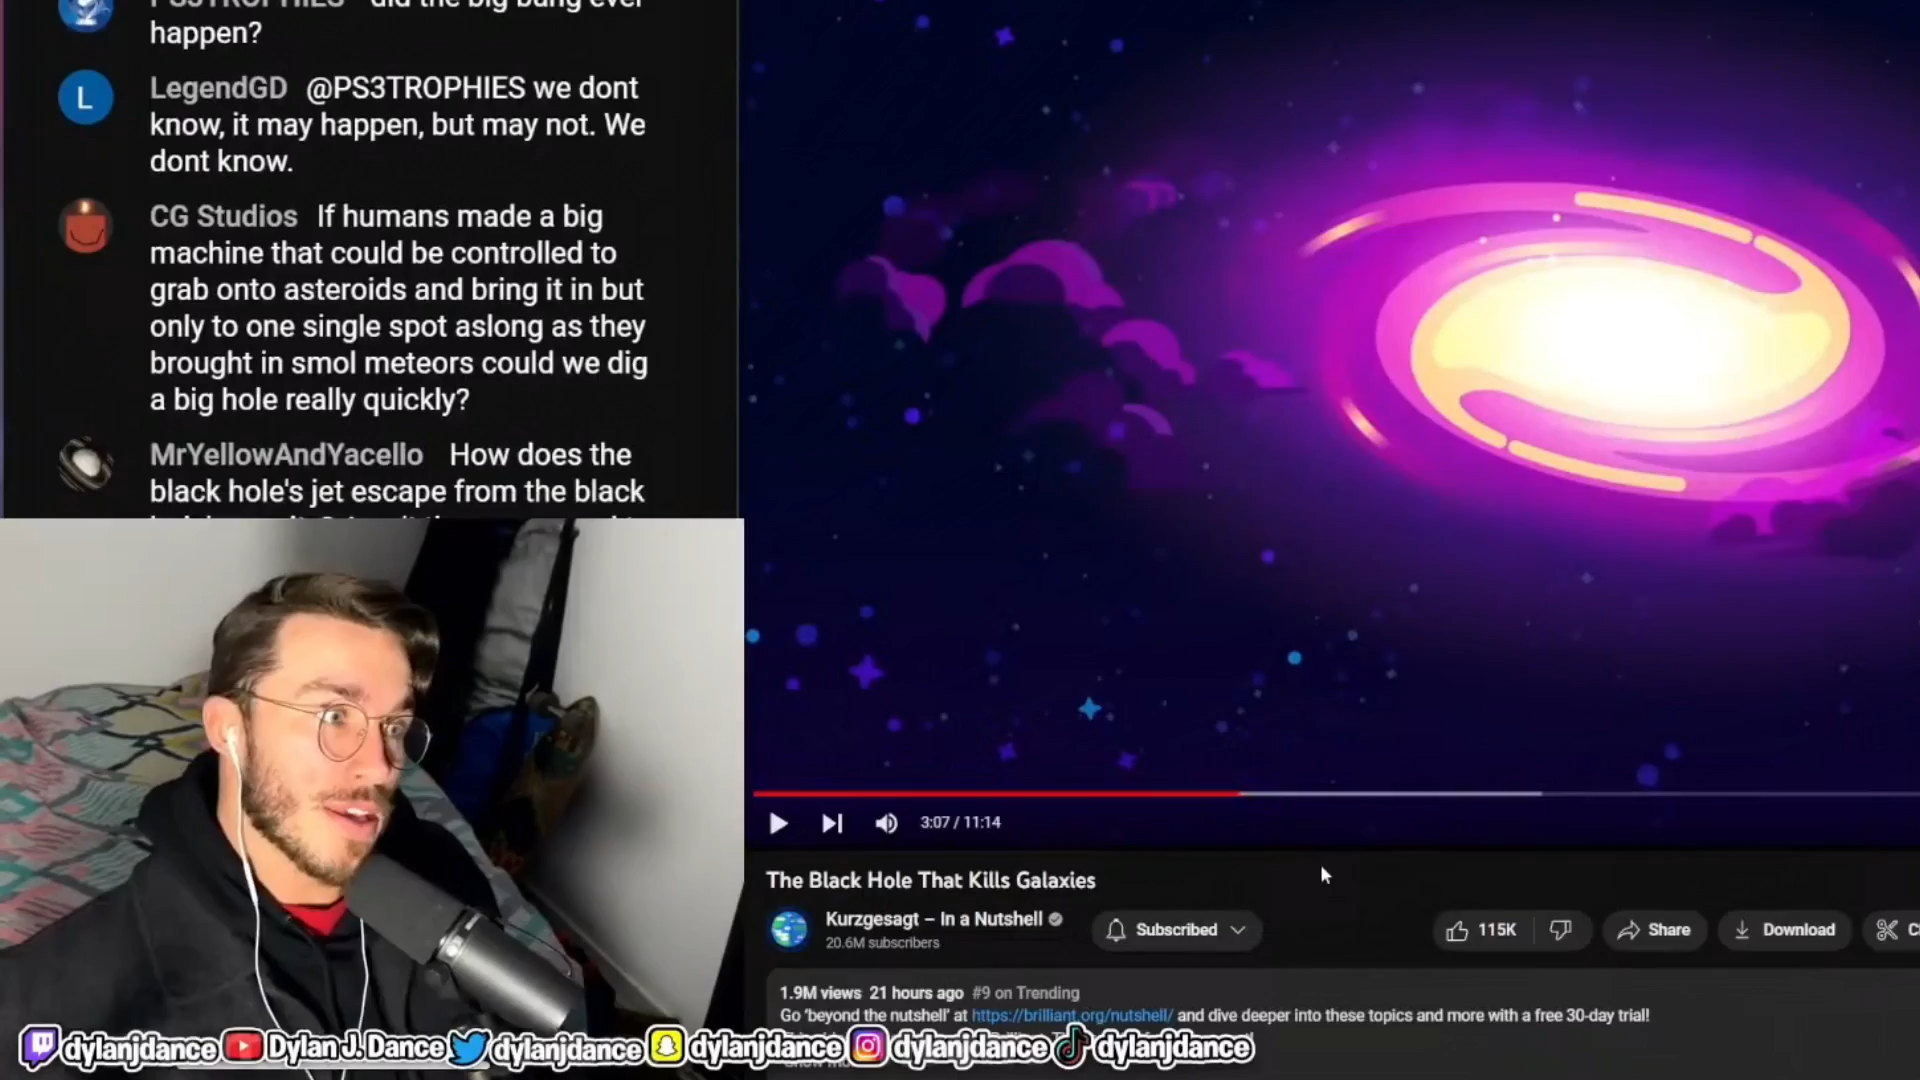 PS3TROPHIES did the big bang ever
happen?
LegendGD @PS3TROPHIES we dont
know, it may happen, but may not. We
dont know.
L
CG Studios If humans made a big
machine that could be controlled to
grab onto asteroids and bring it in but
only to one single spot aslong as they
brought in smol meteors could we dig
a big hole really quickly?
MrYellowAndYacello How does the
black hole's jet escape from the black
3:07 / 11:14
The Black Hole That Kills Galaxies
Kurzgesagt – In a Nutshell
20.6M subscribers
Subscribed
115K
Share
Download
1.9M views 21 hours ago #9 on Trending
Go 'beyond the nutshell' at https://brilliant.org/nutshell/ and dive deeper into these topics and more with a free 30-day trial!
dylanjdance Dylan J. Dance dylanjdance dylanjdance dylanjdance dylanjdance